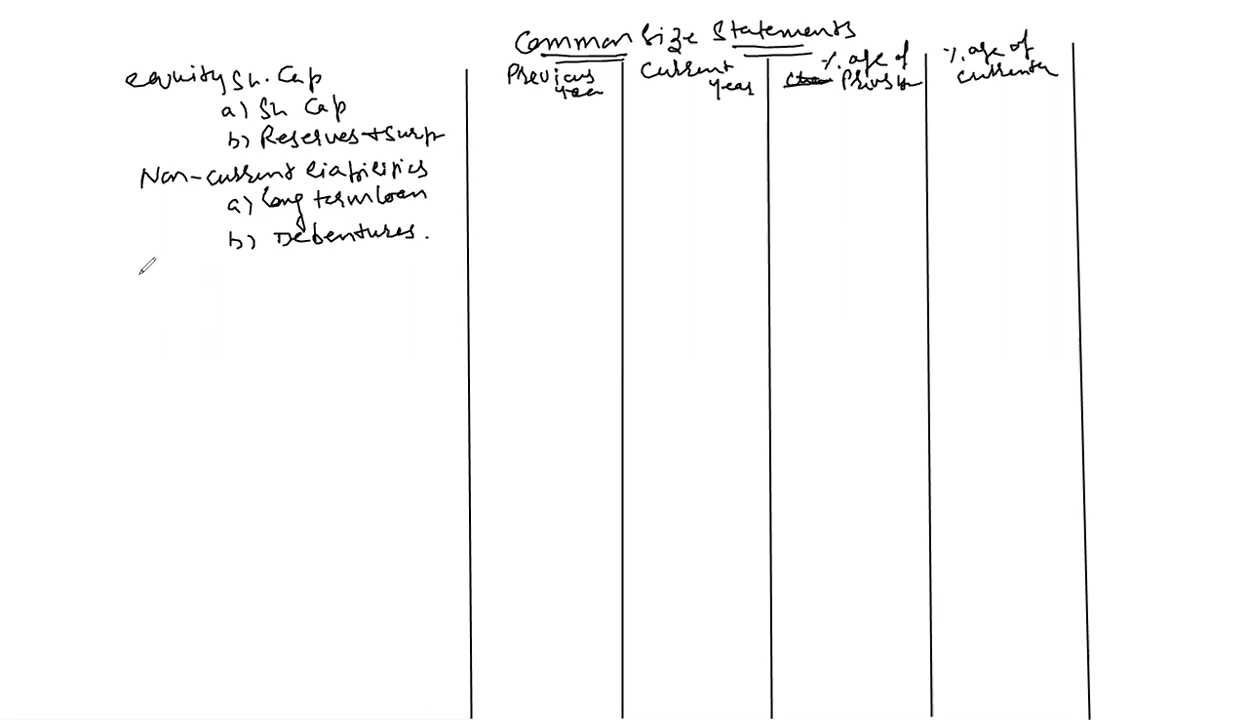 Common Size Statements
Previous year
Current year
%. age of Previous yr
%. age of current yr
equity Sh. Cap
a) Sh Cap
b) Reserves + Surp
Non-current liabilities
a) Long term loan
b) Debentures.